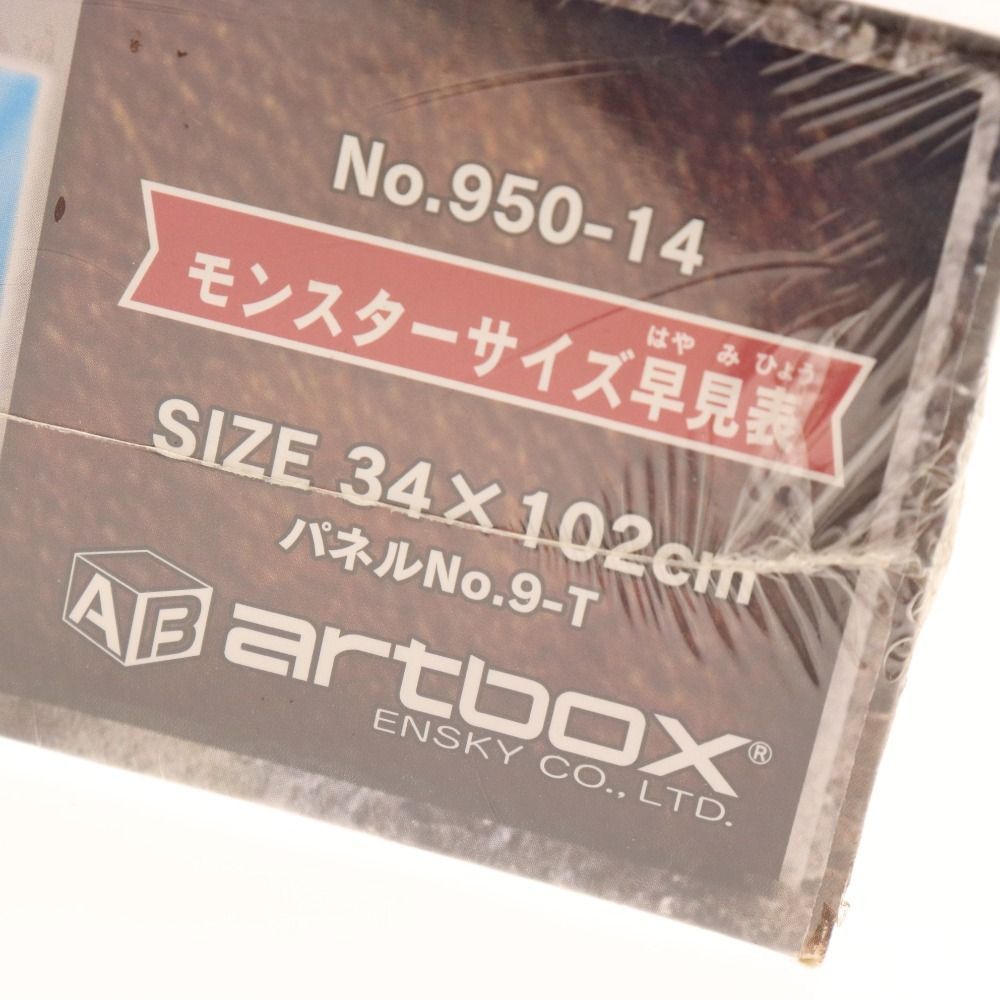 No.950-14
はやみひょう
モンスターサイズ早見表
SIZE 34×102cm
パネルNo.9-T
AB artbox®
ENSKY CO., LTD.